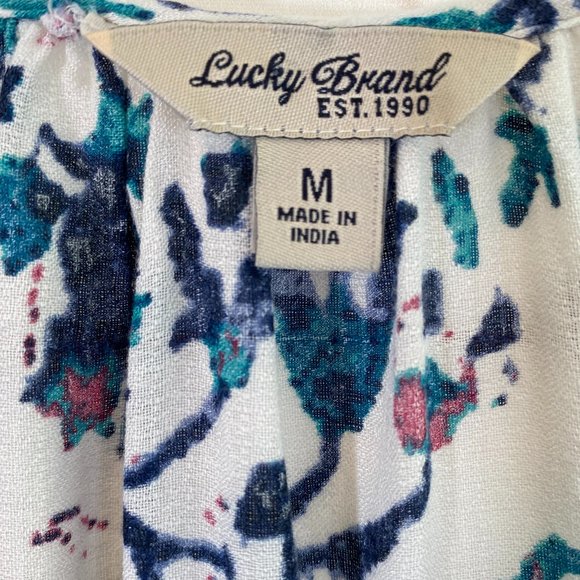 Lucky Brand
EST. 1990
M
MADE IN
INDIA